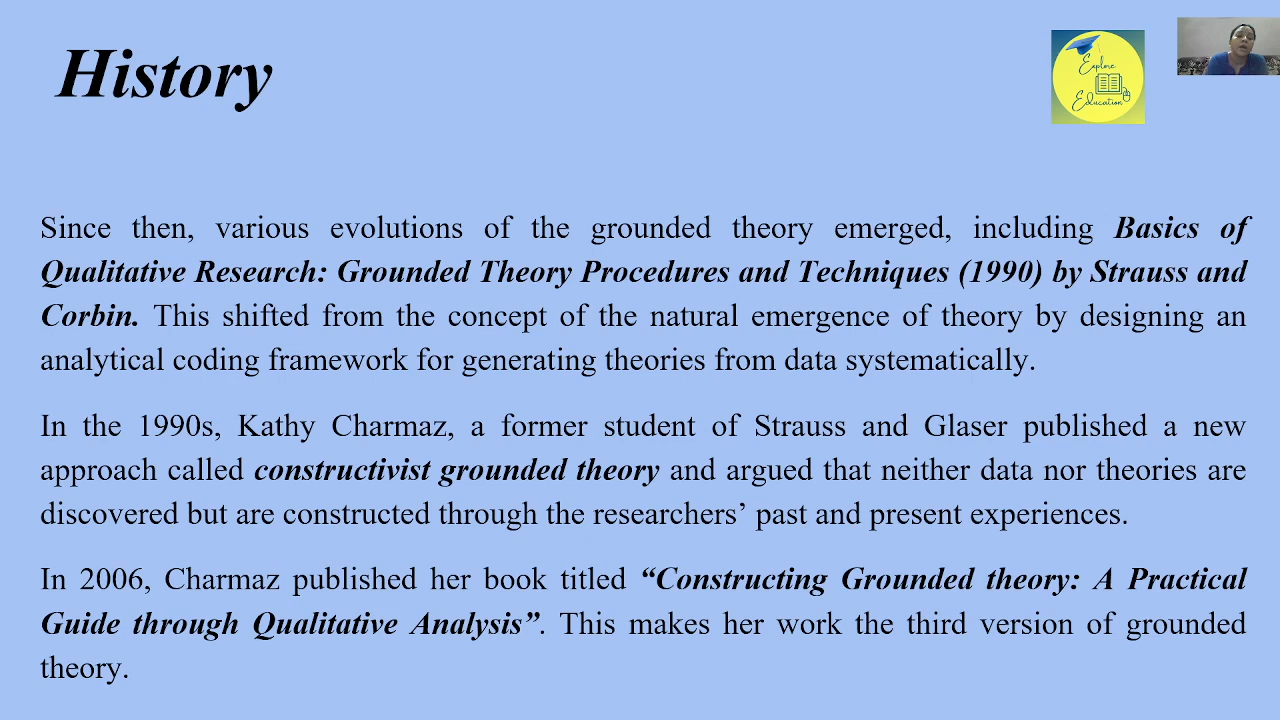 History
Explore
Education
Since then, various evolutions of the grounded theory emerged, including Basics of
Qualitative Research: Grounded Theory Procedures and Techniques (1990) by Strauss and
Corbin. This shifted from the concept of the natural emergence of theory by designing an
analytical coding framework for generating theories from data systematically.
In the 1990s, Kathy Charmaz, a former student of Strauss and Glaser published a new
approach called constructivist grounded theory and argued that neither data nor theories are
discovered but are constructed through the researchers’ past and present experiences.
In 2006, Charmaz published her book titled “Constructing Grounded theory: A Practical
Guide through Qualitative Analysis”. This makes her work the third version of grounded
theory.